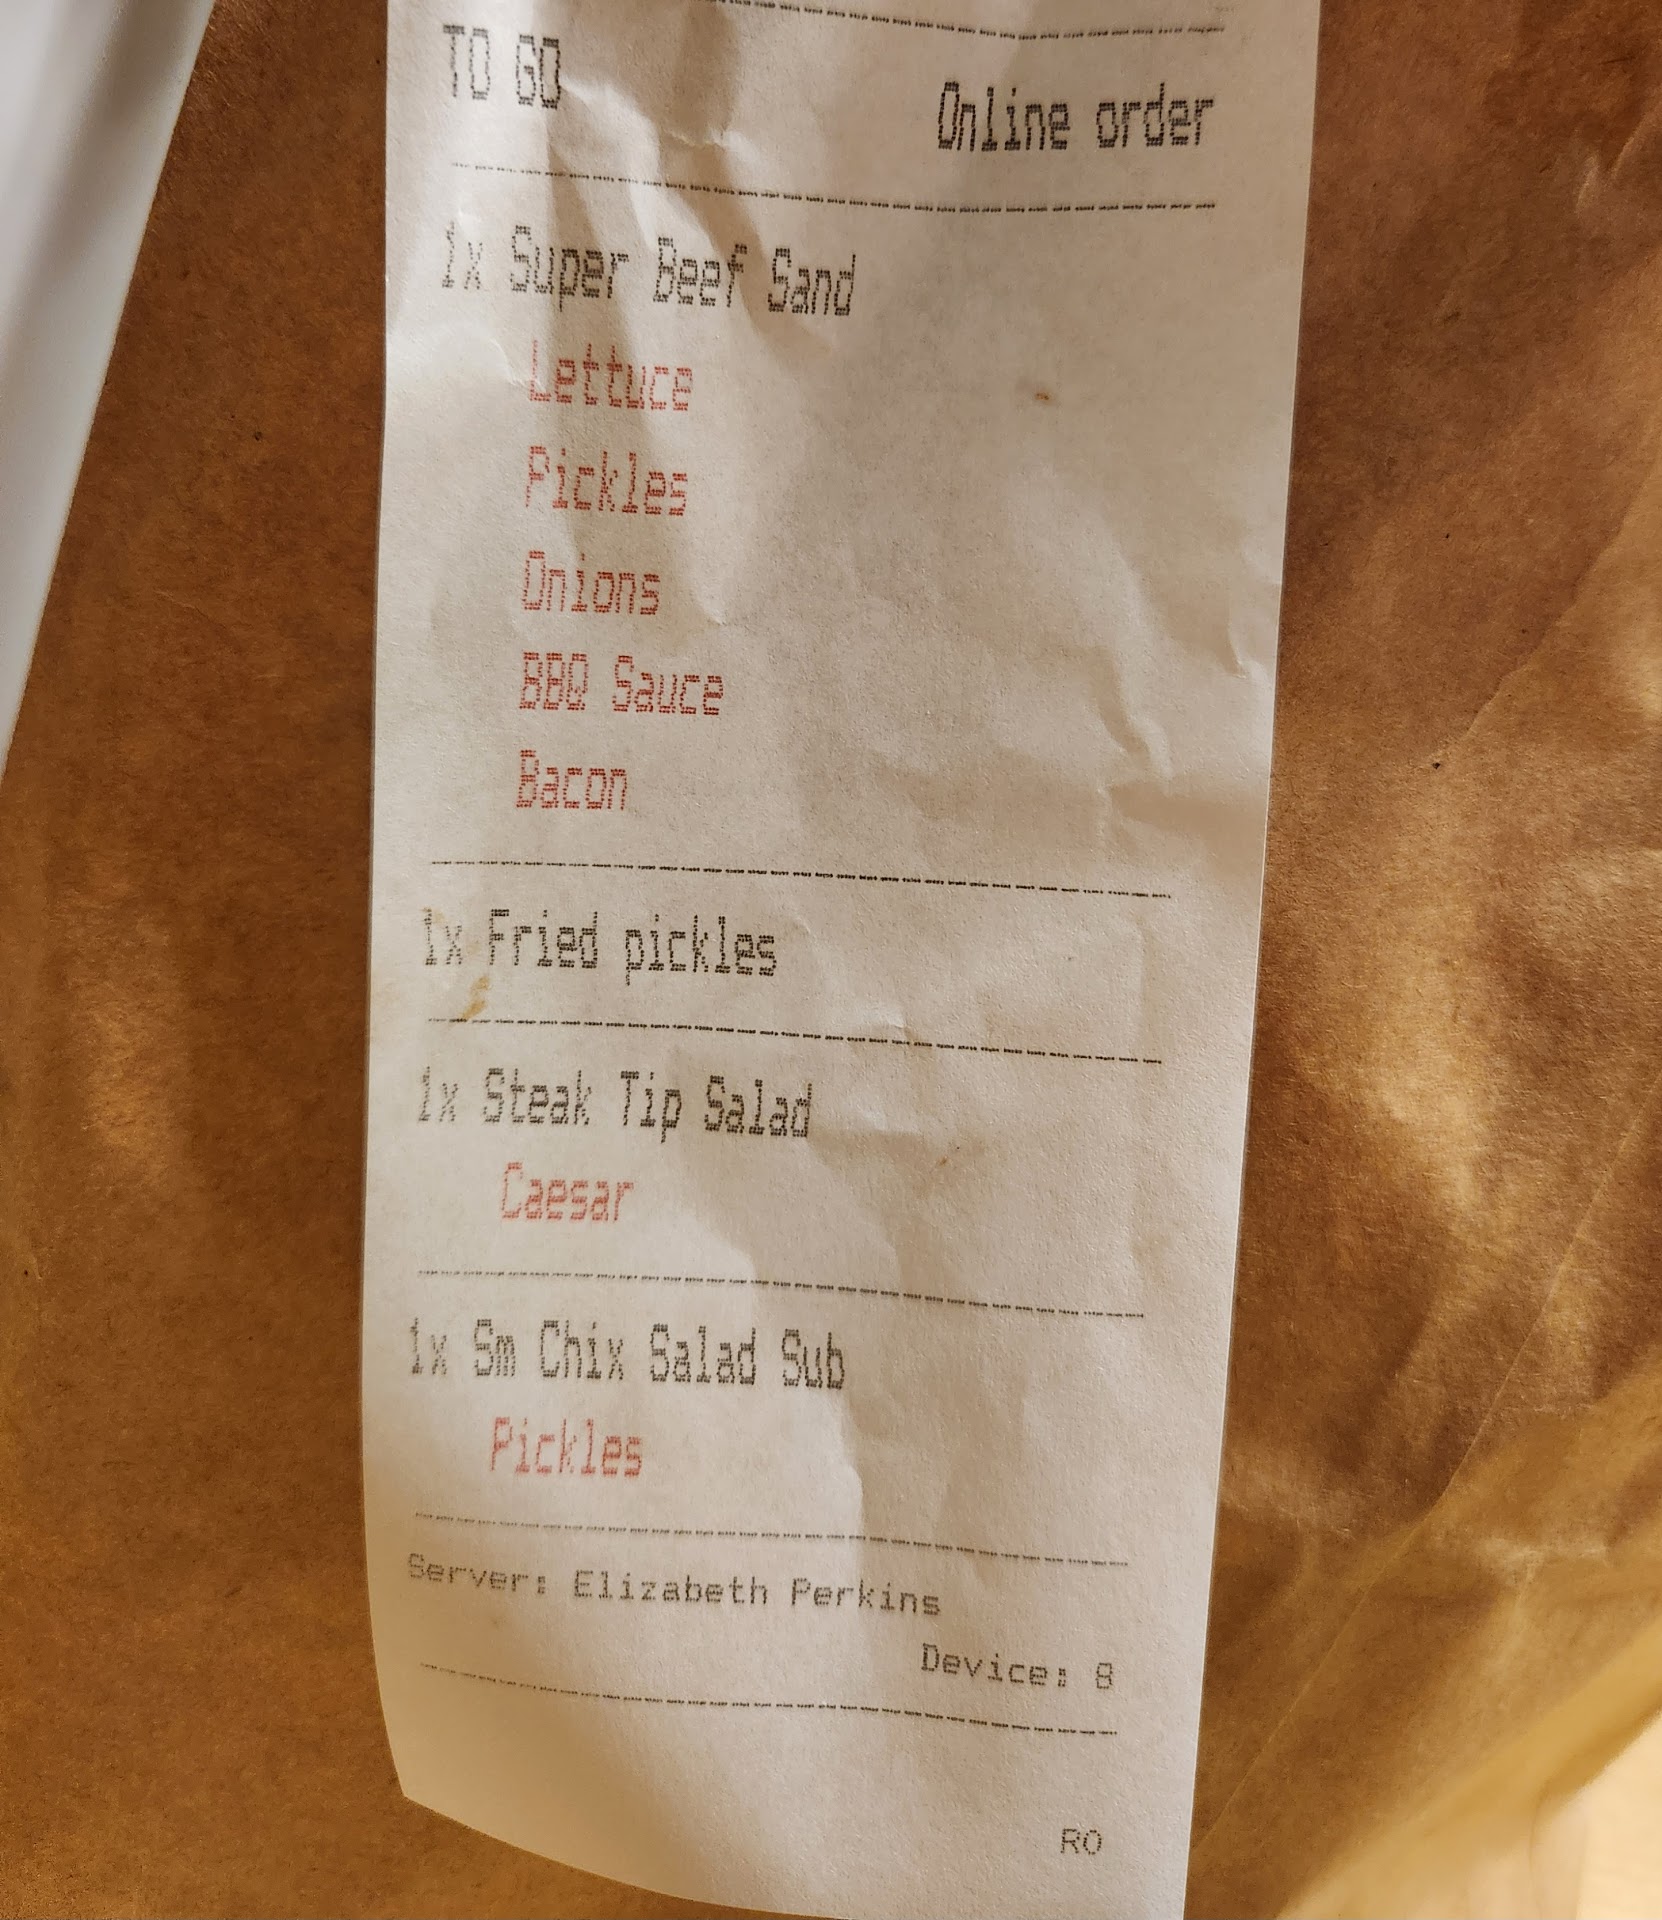 TO GO
Online order
1x Super Beef Sand
Lettuce
Pickles
Onions
BBQ Sauce
Bacon
1x Fried pickles
1x Steak Tip Salad
Caesar
1x Sm Chix Salad Sub
Pickles
Server: Elizabeth Perkins
Device: 8
RO